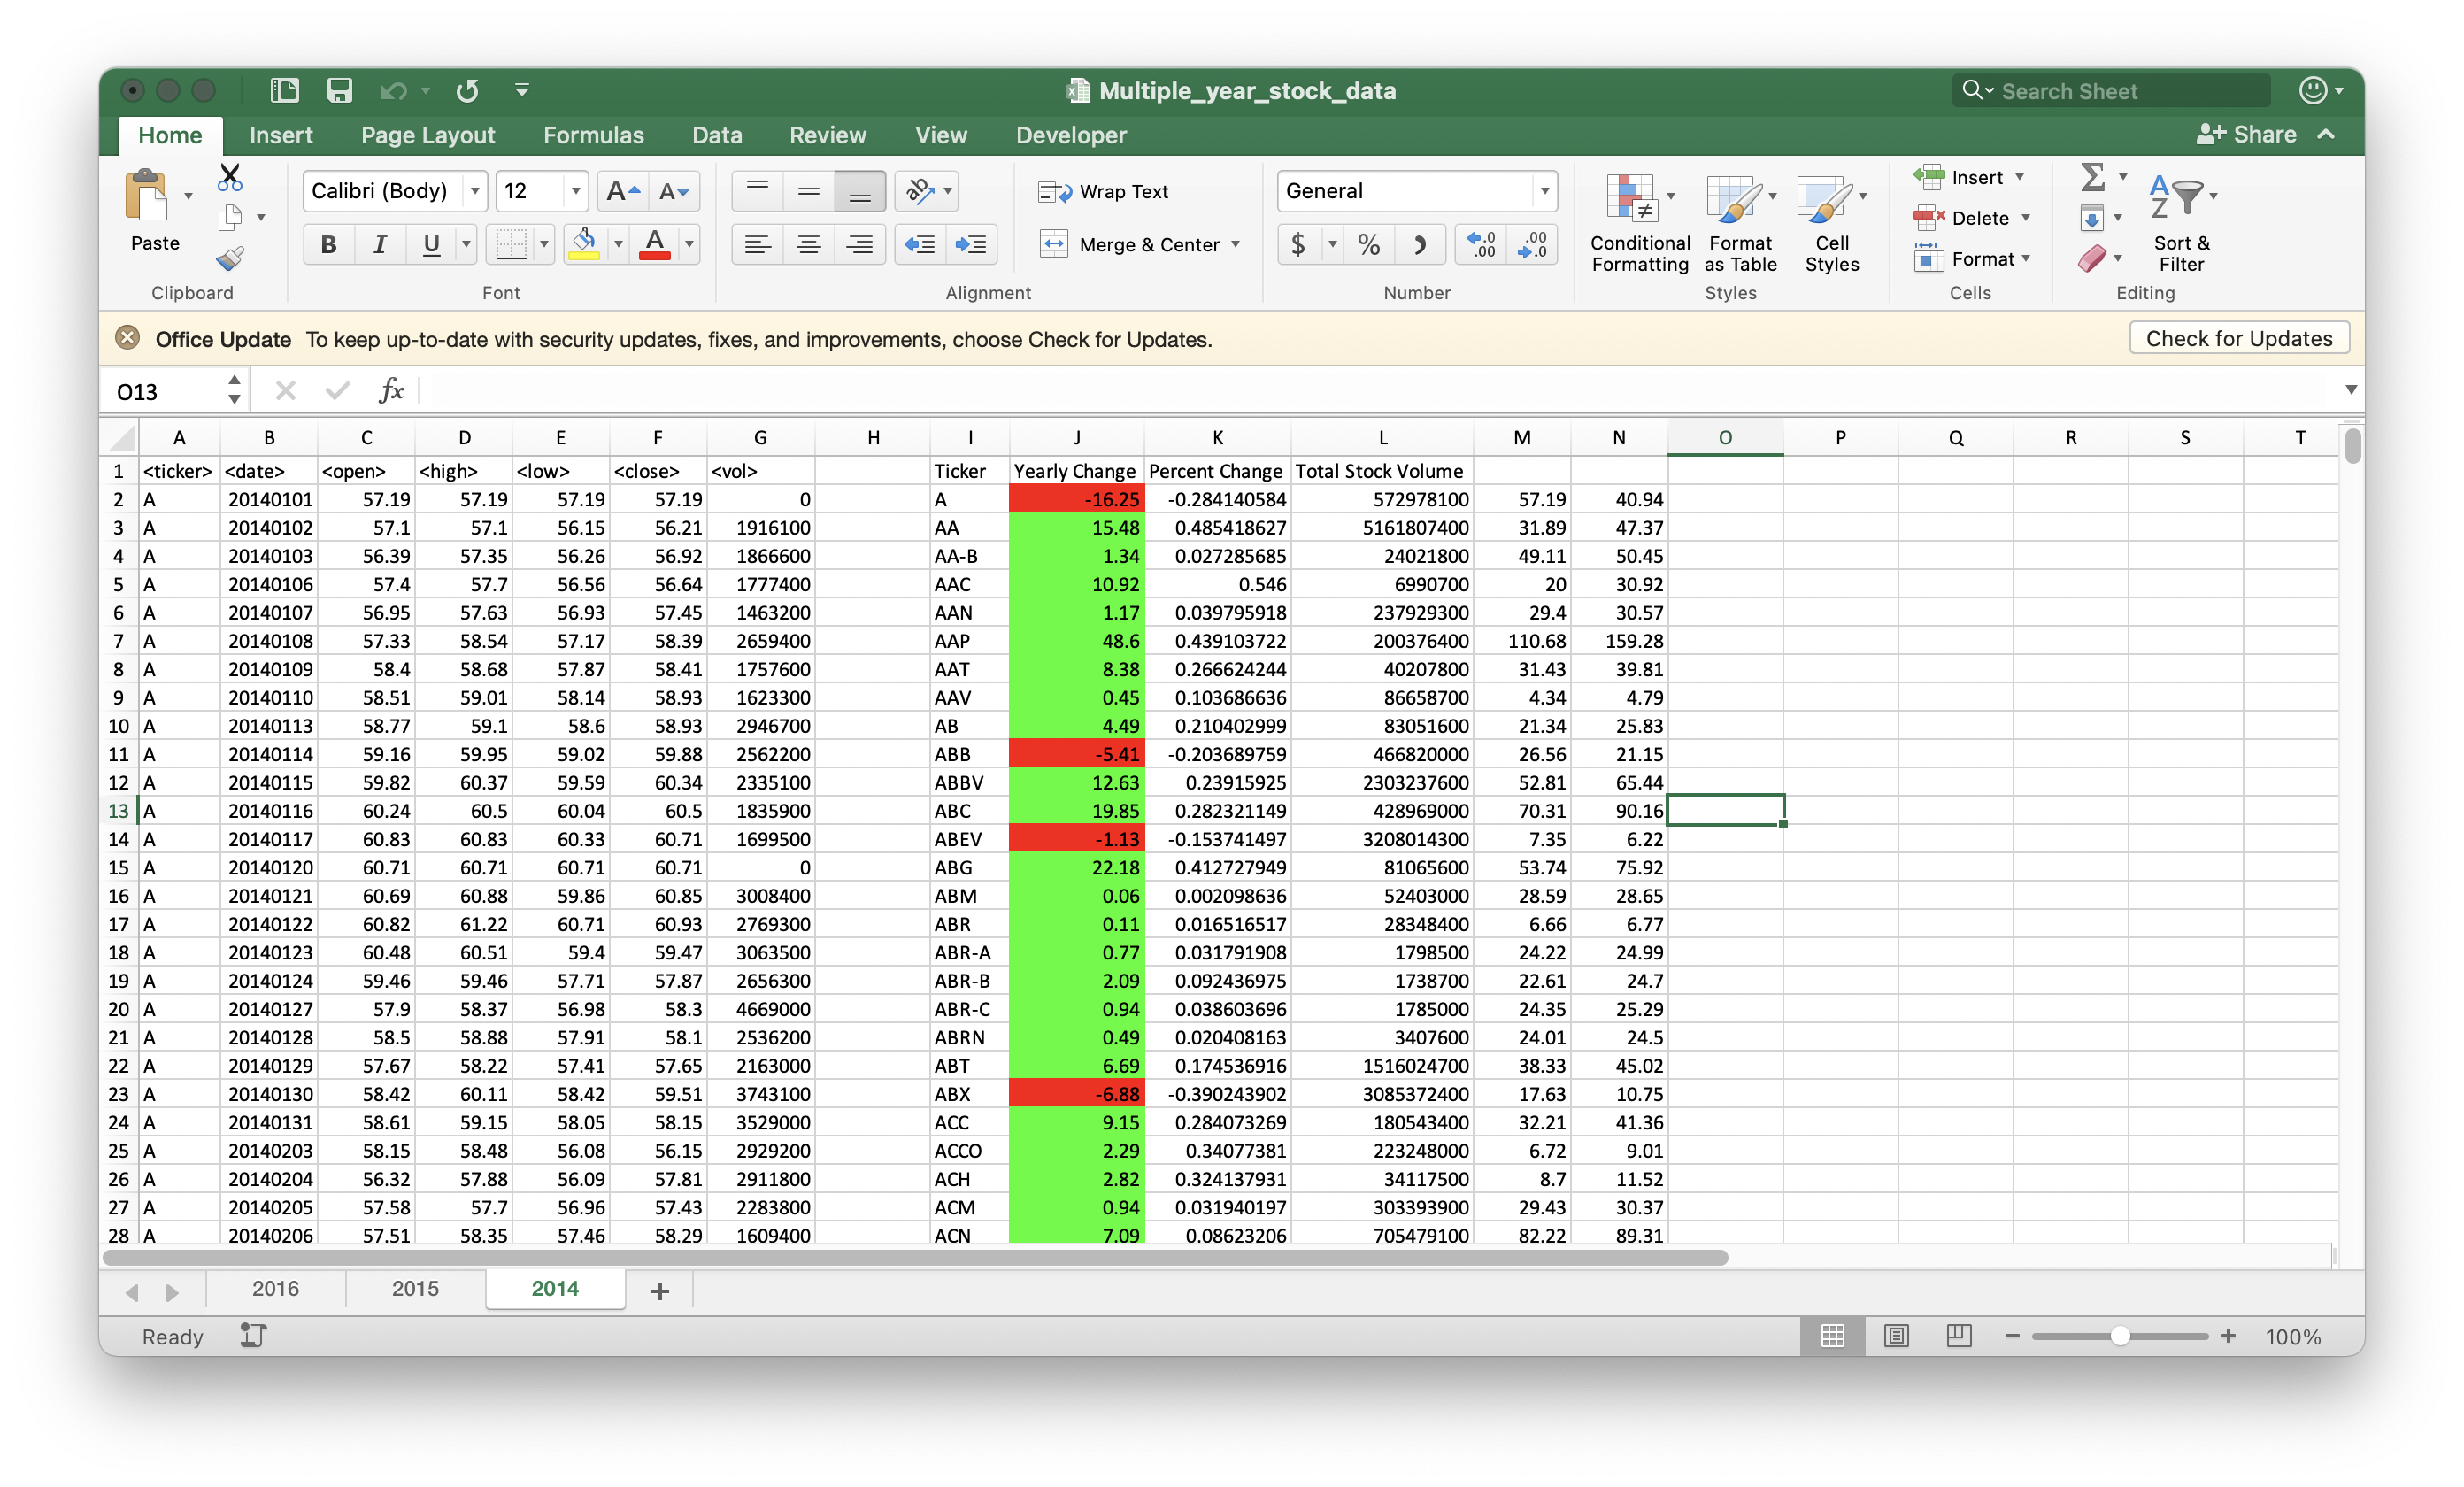 Multiple_year_stock_data
Search Sheet
Home Insert Page Layout Formulas Data Review View Developer Share
Paste
Clipboard
Calibri (Body) 12
B I U
Font
Wrap Text
Merge & Center
Alignment
General
$ %
Number
Conditional Formatting
Format as Table
Cell Styles
Styles
Insert
Delete
Format
Cells
Sort & Filter
Editing
Office Update To keep up-to-date with security updates, fixes, and improvements, choose Check for Updates. Check for Updates
O13 fx
A B C D E F G H I J K L M N O P Q R S T
1 <ticker> <date> <open> <high> <low> <close> <vol> Ticker Yearly Change Percent Change Total Stock Volume
2 A 20140101 57.19 57.19 57.19 57.19 0 A -16.25 -0.284140584 572978100 57.19 40.94
3 A 20140102 57.1 57.1 56.15 56.21 1916100 AA 15.48 0.485418627 5161807400 31.89 47.37
4 A 20140103 56.39 57.35 56.26 56.92 1866600 AA-B 1.34 0.027285685 24021800 49.11 50.45
5 A 20140106 57.4 57.7 56.56 56.64 1777400 AAC 10.92 0.546 6990700 20 30.92
6 A 20140107 56.95 57.63 56.93 57.45 1463200 AAN 1.17 0.039795918 237929300 29.4 30.57
7 A 20140108 57.33 58.54 57.17 58.39 2659400 AAP 48.6 0.439103722 200376400 110.68 159.28
8 A 20140109 58.4 58.68 57.87 58.41 1757600 AAT 8.38 0.266624244 40207800 31.43 39.81
9 A 20140110 58.51 59.01 58.14 58.93 1623300 AAV 0.45 0.103686636 86658700 4.34 4.79
10 A 20140113 58.77 59.1 58.6 58.93 2946700 AB 4.49 0.210402999 83051600 21.34 25.83
11 A 20140114 59.16 59.95 59.02 59.88 2562200 ABB -5.41 -0.203689759 466820000 26.56 21.15
12 A 20140115 59.82 60.37 59.59 60.34 2335100 ABBV 12.63 0.23915925 2303237600 52.81 65.44
13 A 20140116 60.24 60.5 60.04 60.5 1835900 ABC 19.85 0.282321149 428969000 70.31 90.16
14 A 20140117 60.83 60.83 60.33 60.71 1699500 ABEV -1.13 -0.153741497 3208014300 7.35 6.22
15 A 20140120 60.71 60.71 60.71 60.71 0 ABG 22.18 0.412727949 81065600 53.74 75.92
16 A 20140121 60.69 60.88 59.86 60.85 3008400 ABM 0.06 0.002098636 52403000 28.59 28.65
17 A 20140122 60.82 61.22 60.71 60.93 2769300 ABR 0.11 0.016516517 28348400 6.66 6.77
18 A 20140123 60.48 60.51 59.4 59.47 3063500 ABR-A 0.77 0.031791908 1798500 24.22 24.99
19 A 20140124 59.46 59.46 57.71 57.87 2656300 ABR-B 2.09 0.092436975 1738700 22.61 24.7
20 A 20140127 57.9 58.37 56.98 58.3 4669000 ABR-C 0.94 0.038603696 1785000 24.35 25.29
21 A 20140128 58.5 58.88 57.91 58.1 2536200 ABRN 0.49 0.020408163 3407600 24.01 24.5
22 A 20140129 57.67 58.22 57.41 57.65 2163000 ABT 6.69 0.174536916 1516024700 38.33 45.02
23 A 20140130 58.42 60.11 58.42 59.51 3743100 ABX -6.88 -0.390243902 3085372400 17.63 10.75
24 A 20140131 58.61 59.15 58.05 58.15 3529000 ACC 9.15 0.284073269 180543400 32.21 41.36
25 A 20140203 58.15 58.48 56.08 56.15 2929200 ACCO 2.29 0.34077381 223248000 6.72 9.01
26 A 20140204 56.32 57.88 56.09 57.81 2911800 ACH 2.82 0.324137931 34117500 8.7 11.52
27 A 20140205 57.58 57.7 56.96 57.43 2283800 ACM 0.94 0.031940197 303393900 29.43 30.37
28 A 20140206 57.51 58.35 57.46 58.29 1609400 ACN 7.09 0.08623206 705479100 82.22 89.31
2016 2015 2014 +
Ready 100%